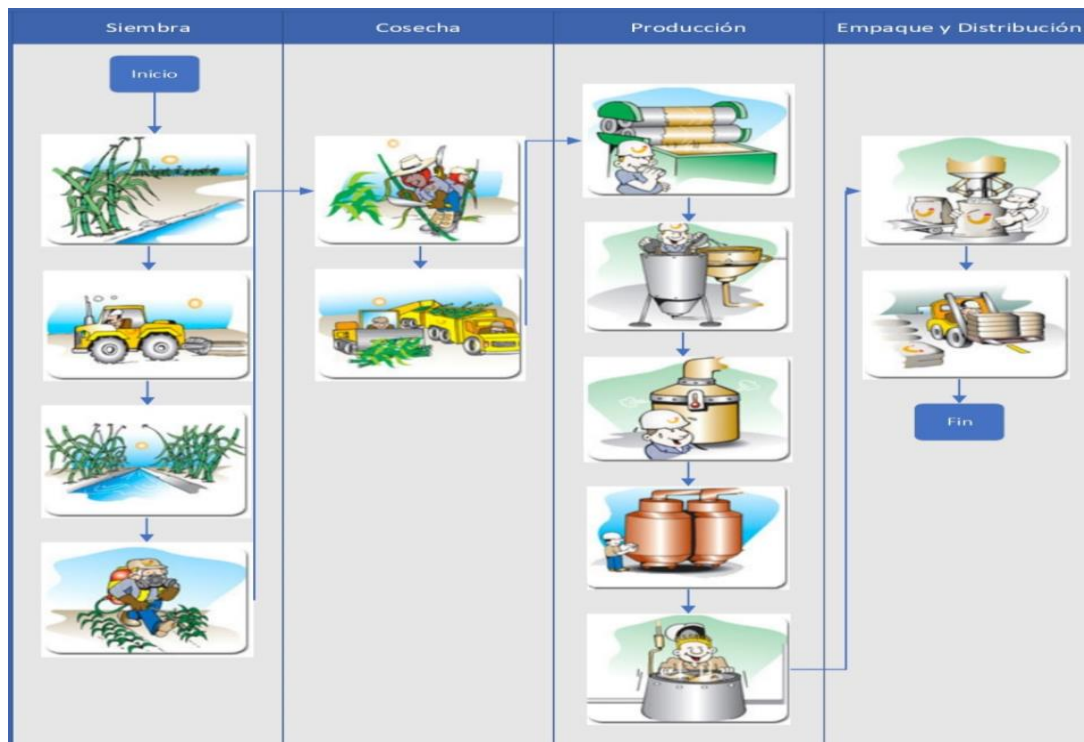 Siembra
Cosecha
Producción
Empaque y Distribución
Inicio
Fin